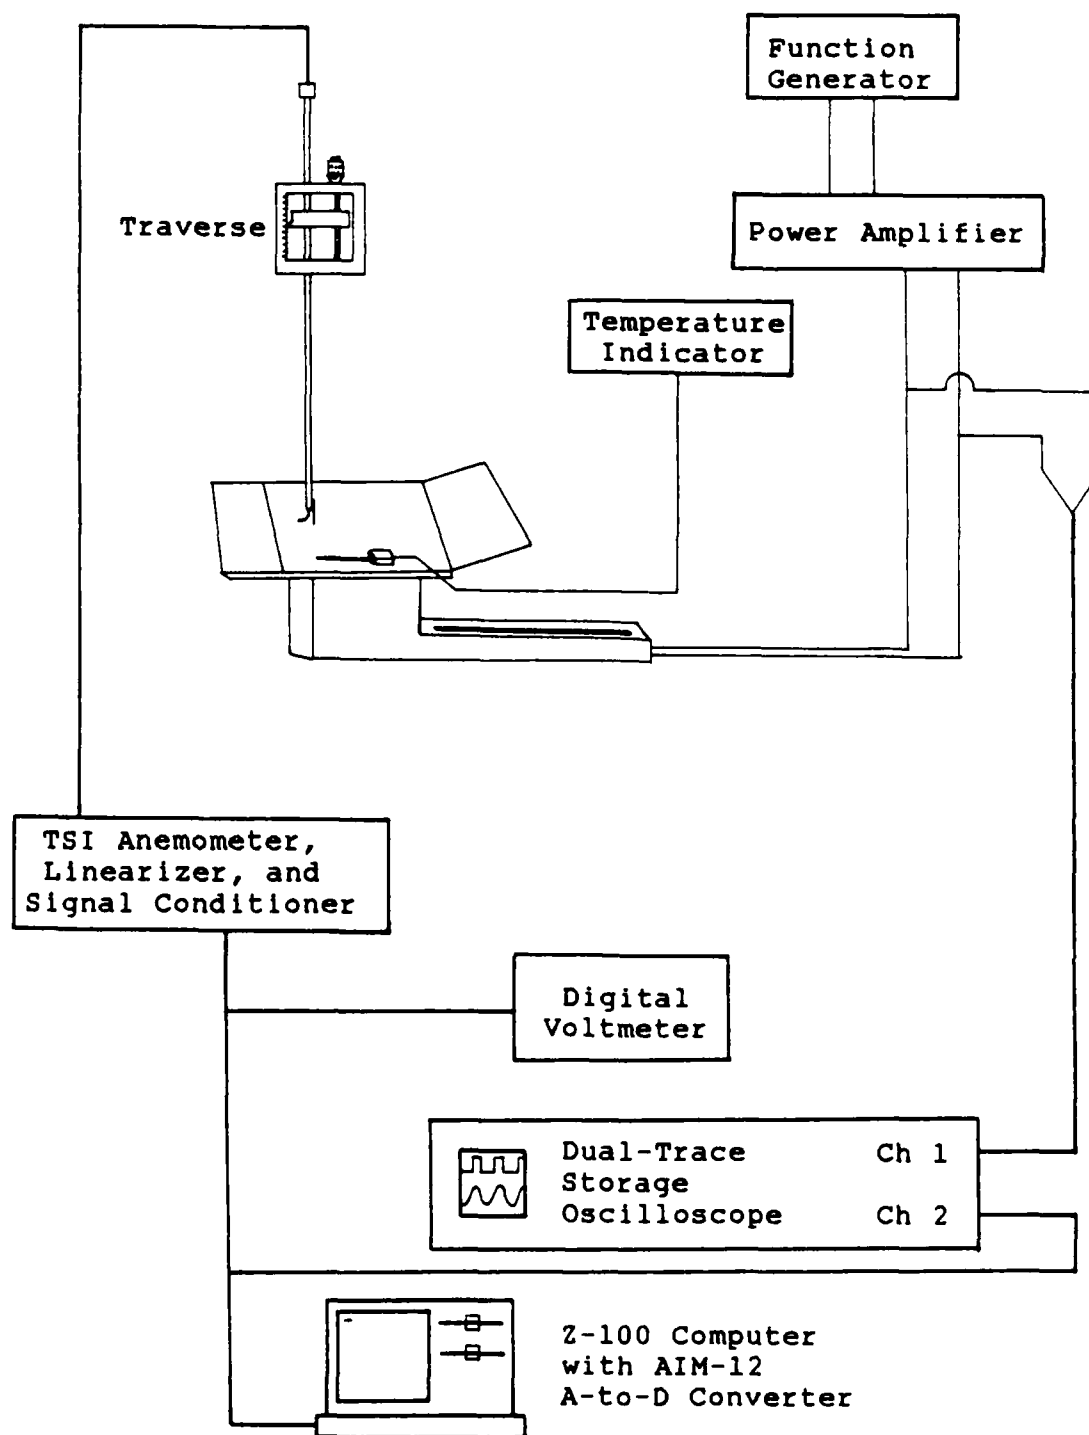 Function
Generator
Traverse
Power Amplifier
Temperature
Indicator
TSI Anemometer,
Linearizer, and
Signal Conditioner
Digital
Voltmeter
Dual-Trace
Storage
Oscilloscope
Ch 1
Ch 2
Z-100 Computer
with AIM-12
A-to-D Converter